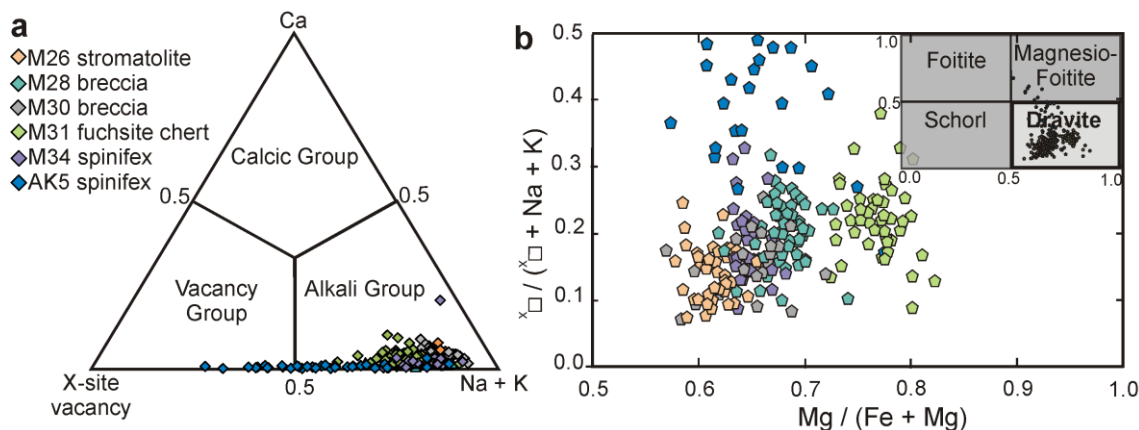 a
Ca
M26 stromatolite
M28 breccia
M30 breccia
M31 fuchsite chert
M34 spinifex
AK5 spinifex
Calcic Group
0.5
0.5
Vacancy
Group
Alkali Group
X-site
vacancy
0.5
Na + K
b
0.5
0.4
0.3
0.2
0.1
0.0
ˣ□ / (ˣ□ + Na + K)
0.5
0.6
0.7
0.8
0.9
1.0
Mg / (Fe + Mg)
1.0
Foitite
Magnesio-
Foitite
0.5
Schorl
Dravite
0.0
0.5
1.0